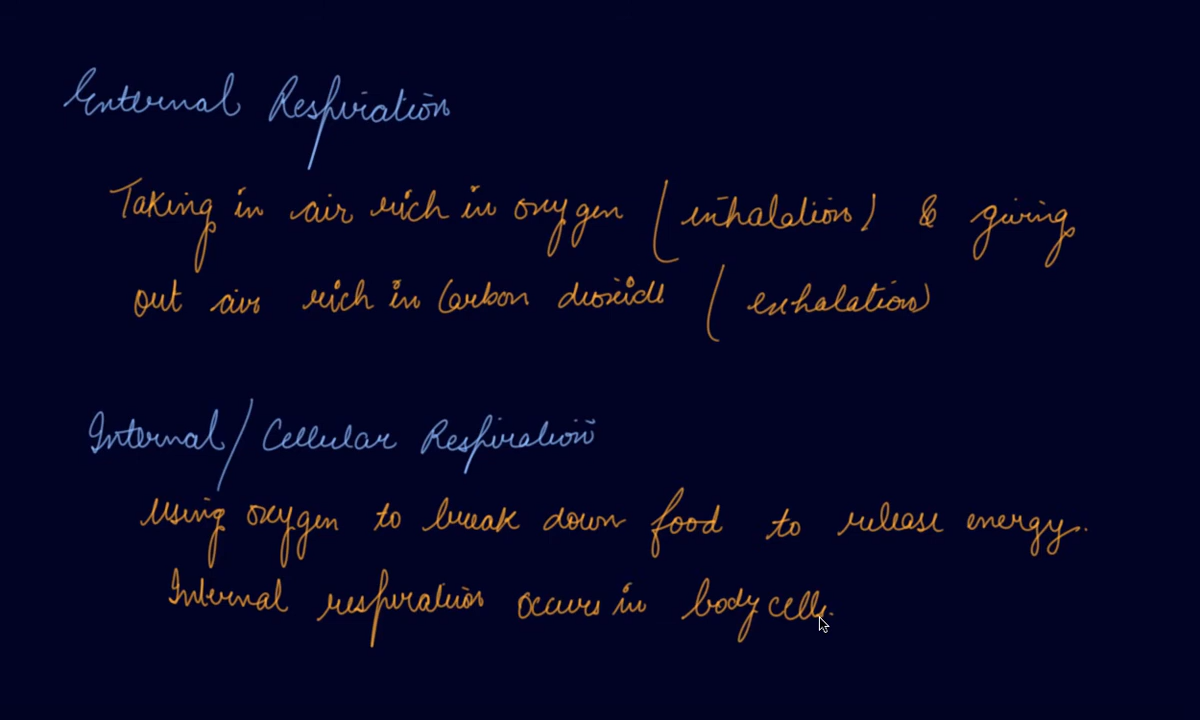 External Respiration
Taking in air rich in oxygen (inhalation) & giving
out air rich in Carbon dioxide (exhalation)
Internal/Cellular Respiration
Using oxygen to break down food to release energy.
Internal respiration occurs in body cells.